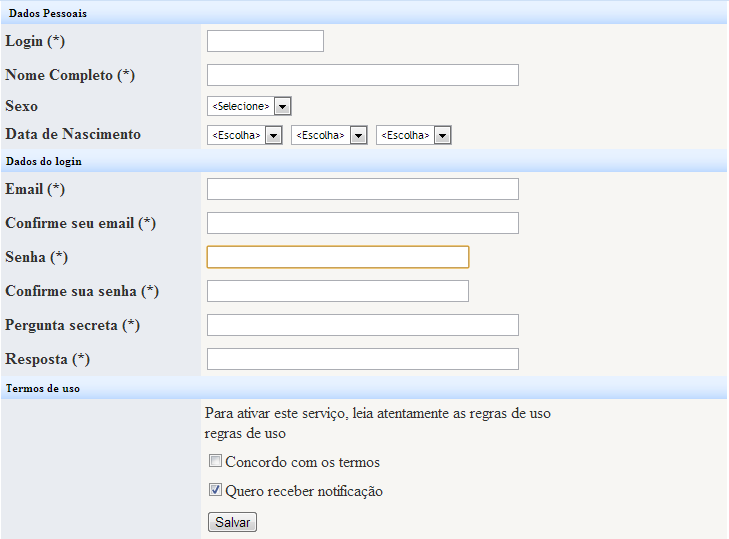 Dados Pessoais
Login (*)
Nome Completo (*)
Sexo <Selecione>
Data de Nascimento <Escolha> <Escolha> <Escolha>
Dados do login
Email (*)
Confirme seu email (*)
Senha (*)
Confirme sua senha (*)
Pergunta secreta (*)
Resposta (*)
Termos de uso
Para ativar este serviço, leia atentamente as regras de uso
regras de uso
Concordo com os termos
Quero receber notificação
Salvar